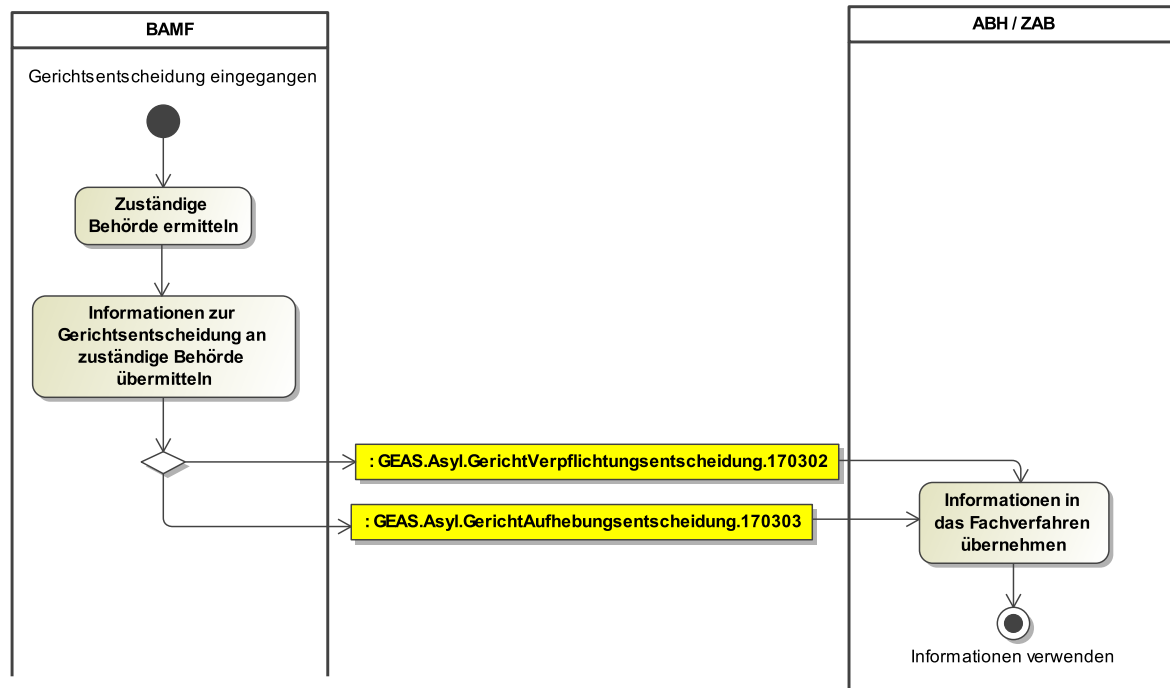 BAMF
ABH / ZAB
Gerichtsentscheidung eingegangen
Zuständige
Behörde ermitteln
Informationen zur
Gerichtsentscheidung an
zuständige Behörde
übermitteln
: GEAS.Asyl.GerichtVerpflichtungsentscheidung.170302
: GEAS.Asyl.GerichtAufhebungsentscheidung.170303
Informationen in
das Fachverfahren
übernehmen
Informationen verwenden